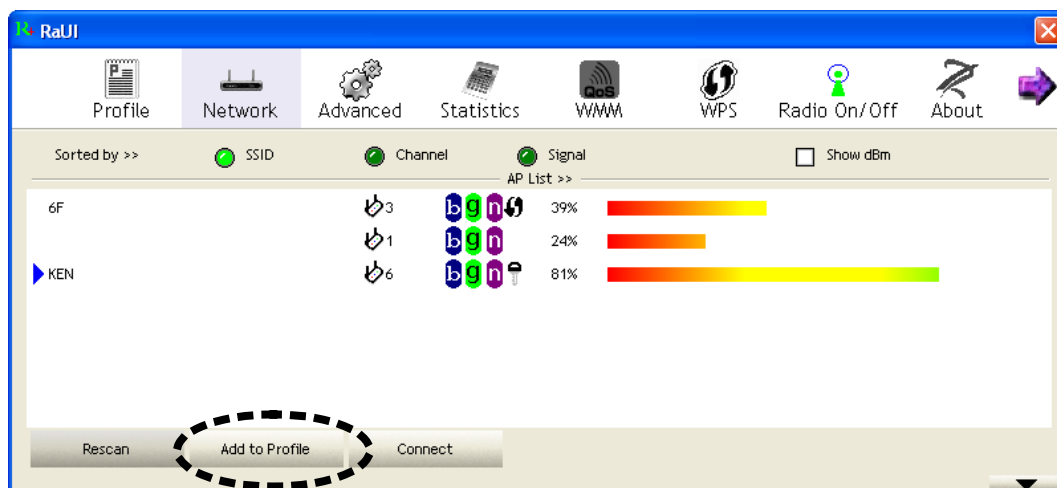 RaUI
Profile Network Advanced Statistics WMM WPS Radio On/Off About
QoS
Sorted by >> SSID Channel Signal Show dBm
AP List >>
6F 3 b g n 39%
1 b g n 24%
KEN 6 b g n 81%
Rescan Add to Profile Connect